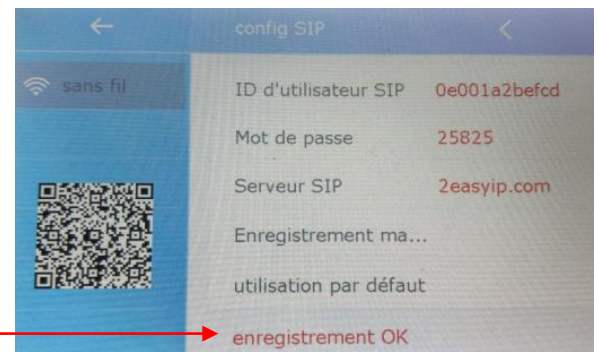 config SIP
sans fil
ID d'utilisateur SIP 0e001a2befcd
Mot de passe 25825
Serveur SIP 2easyip.com
Enregistrement ma...
utilisation par défaut
enregistrement OK